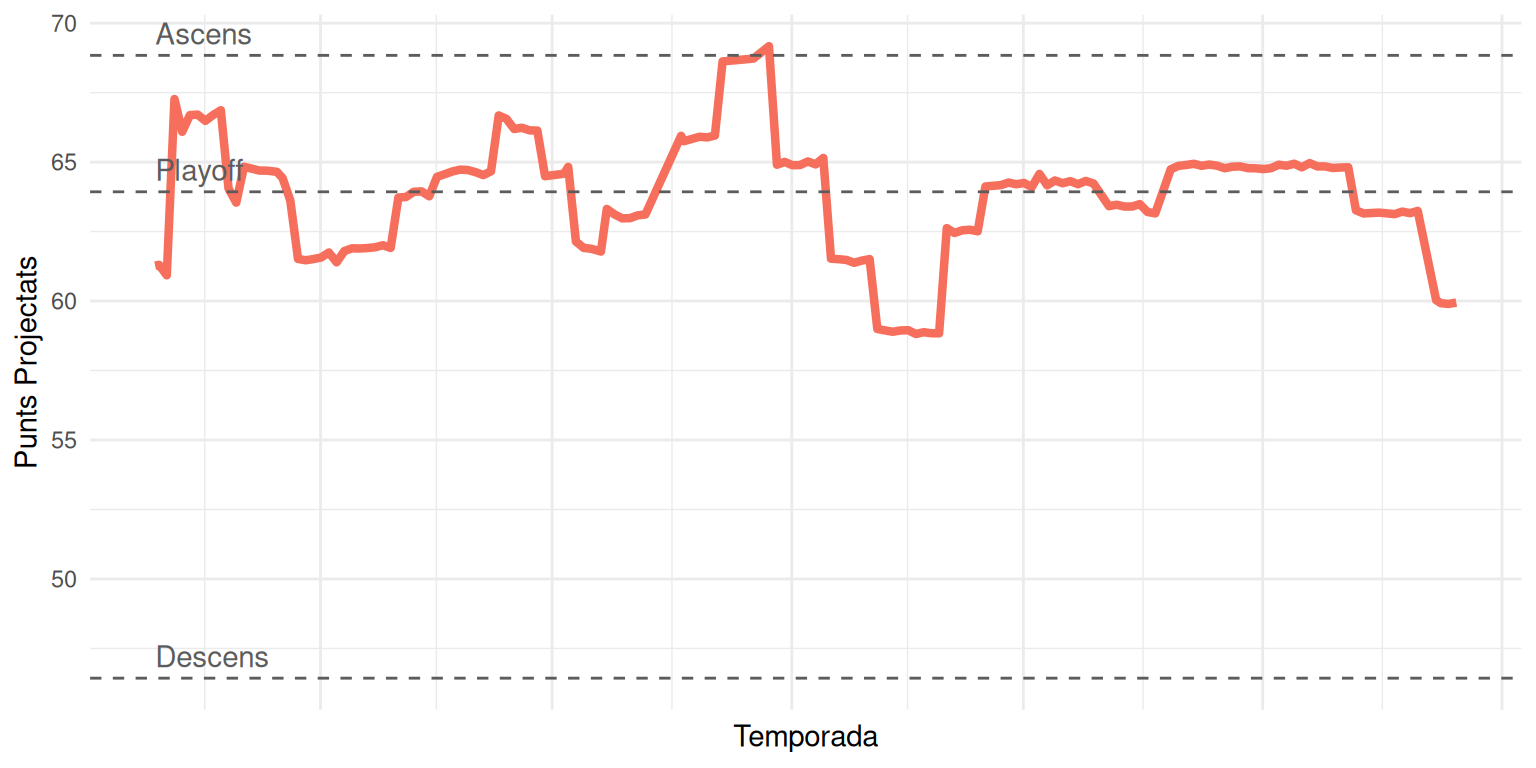 70
Ascens
65
Playoff
60
55
50
Descens
Punts Projectats
Temporada